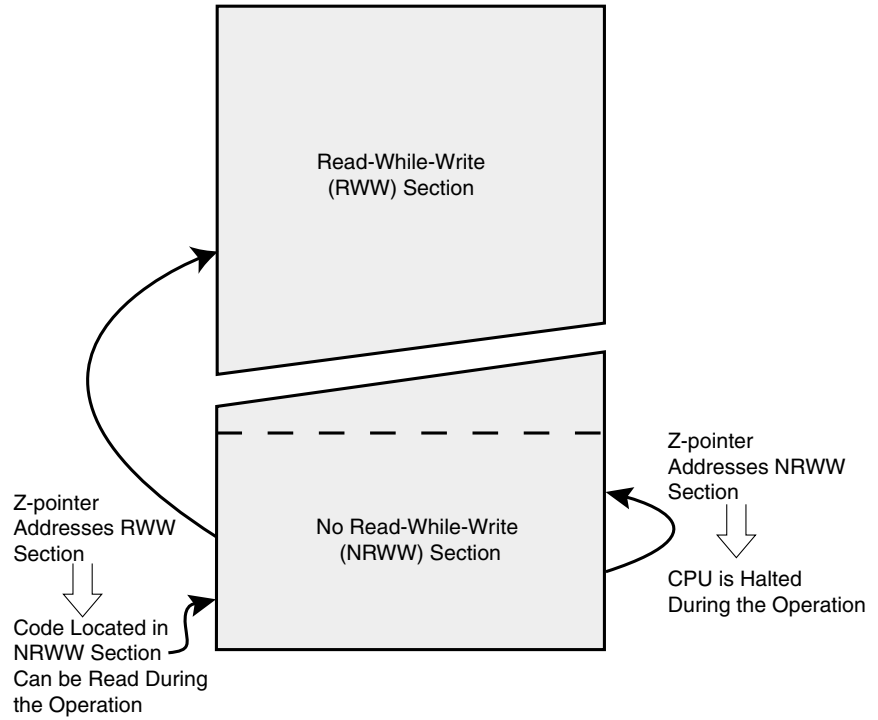 Read-While-Write
(RWW) Section
Z-pointer
Addresses NRWW
Section
Z-pointer
Addresses RWW
Section
No Read-While-Write
(NRWW) Section
CPU is Halted
During the Operation
Code Located in
NRWW Section
Can be Read During
the Operation